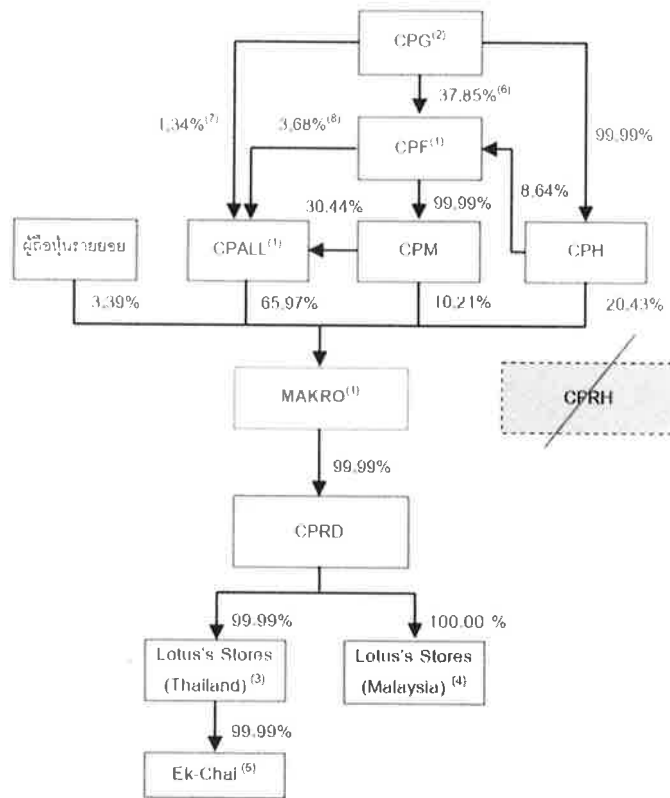 CPG(2)
37.85%(6)
1.34%(7)
3.68%(8)
99.99%
CPF(1)
8.64%
30.44%
99.99%
ผู้ถือหุ้นรายย่อย
CPALL(1)
CPM
CPH
3.39%
65.97%
10.21%
20.43%
MAKRO(1)
CPRH
99.99%
CPRD
99.99%
100.00 %
Lotus's Stores
(Thailand)(3)
Lotus's Stores
(Malaysia)(4)
99.99%
Ek-Chai(5)